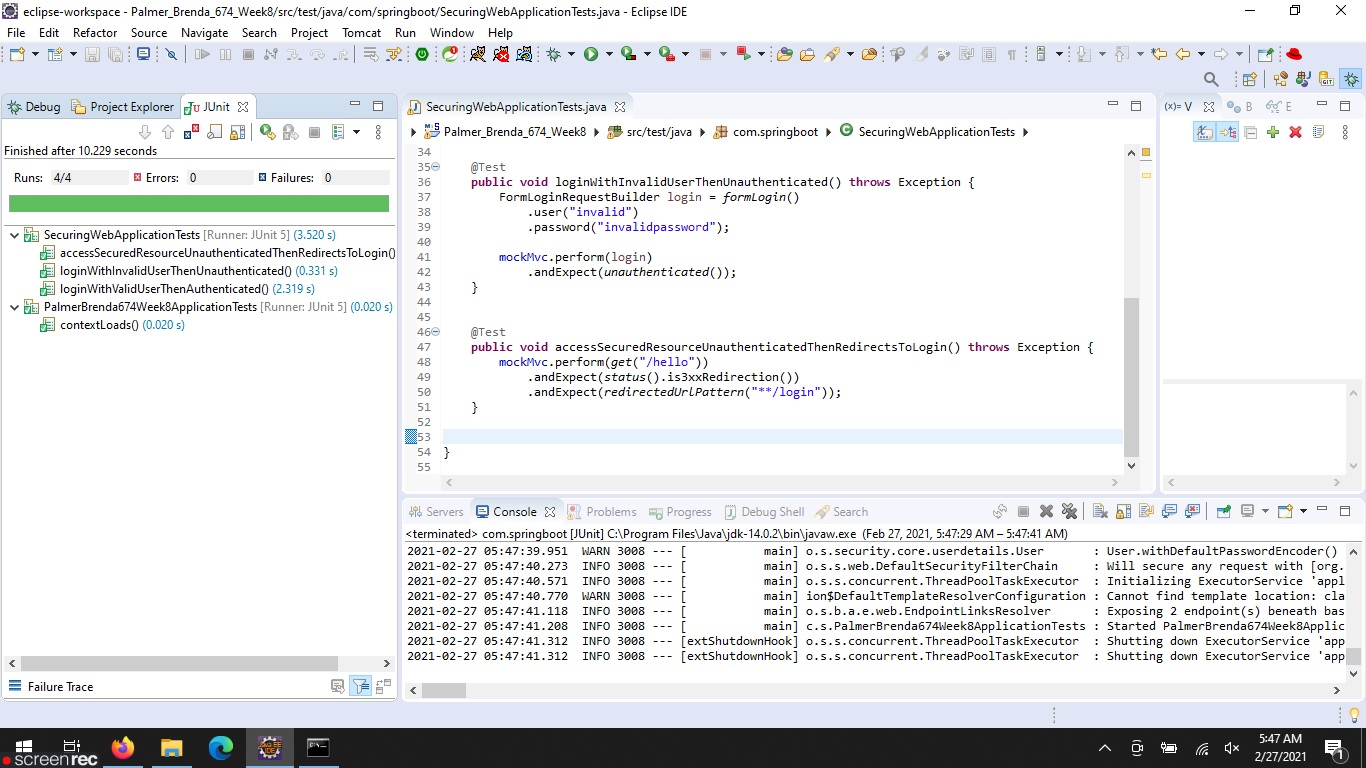 eclipse-workspace - Palmer_Brenda_674_Week8/src/test/java/com/springboot/SecuringWebApplicationTests.java - Eclipse IDE
File Edit Refactor Source Navigate Search Project Tomcat Run Window Help
Debug Project Explorer JUnit
Finished after 10.229 seconds
Runs: 4/4 Errors: 0 Failures: 0
SecuringWebApplicationTests [Runner: JUnit 5] (3.520 s)
accessSecuredResourceUnauthenticatedThenRedirectsToLogin()
loginWithInvalidUserThenUnauthenticated() (0.331 s)
loginWithValidUserThenAuthenticated() (2.319 s)
PalmerBrenda674Week8ApplicationTests [Runner: JUnit 5] (0.020 s)
contextLoads() (0.020 s)
Failure Trace
SecuringWebApplicationTests.java
Palmer_Brenda_674_Week8 src/test/java com.springboot SecuringWebApplicationTests
34
35 @Test
36 public void loginWithInvalidUserThenUnauthenticated() throws Exception {
37 FormLoginRequestBuilder login = formLogin()
38 .user("invalid")
39 .password("invalidpassword");
40
41 mockMvc.perform(login)
42 .andExpect(unauthenticated());
43 }
44
45
46 @Test
47 public void accessSecuredResourceUnauthenticatedThenRedirectsToLogin() throws Exception {
48 mockMvc.perform(get("/hello"))
49 .andExpect(status().is3xxRedirection())
50 .andExpect(redirectedUrlPattern("**/login"));
51 }
52
53
54 }
55
(x)= V B E
Servers Console Problems Progress Debug Shell Search
<terminated> com.springboot [JUnit] C:\Program Files\Java\jdk-14.0.2\bin\javaw.exe (Feb 27, 2021, 5:47:29 AM – 5:47:41 AM)
2021-02-27 05:47:39.951 WARN 3008 --- [ main] o.s.security.core.userdetails.User : User.withDefaultPasswordEncoder()
2021-02-27 05:47:40.273 INFO 3008 --- [ main] o.s.s.web.DefaultSecurityFilterChain : Will secure any request with [org.
2021-02-27 05:47:40.571 INFO 3008 --- [ main] o.s.s.concurrent.ThreadPoolTaskExecutor : Initializing ExecutorService 'appl
2021-02-27 05:47:40.770 WARN 3008 --- [ main] ion$DefaultTemplateResolverConfiguration : Cannot find template location: cla
2021-02-27 05:47:41.118 INFO 3008 --- [ main] o.s.b.a.e.web.EndpointLinksResolver : Exposing 2 endpoint(s) beneath bas
2021-02-27 05:47:41.208 INFO 3008 --- [ main] c.s.PalmerBrenda674Week8ApplicationTests : Started PalmerBrenda674Week8Applic
2021-02-27 05:47:41.312 INFO 3008 --- [extShutdownHook] o.s.s.concurrent.ThreadPoolTaskExecutor : Shutting down ExecutorService 'app
2021-02-27 05:47:41.312 INFO 3008 --- [extShutdownHook] o.s.s.concurrent.ThreadPoolTaskExecutor : Shutting down ExecutorService 'app
screenrec
5:47 AM
2/27/2021
1